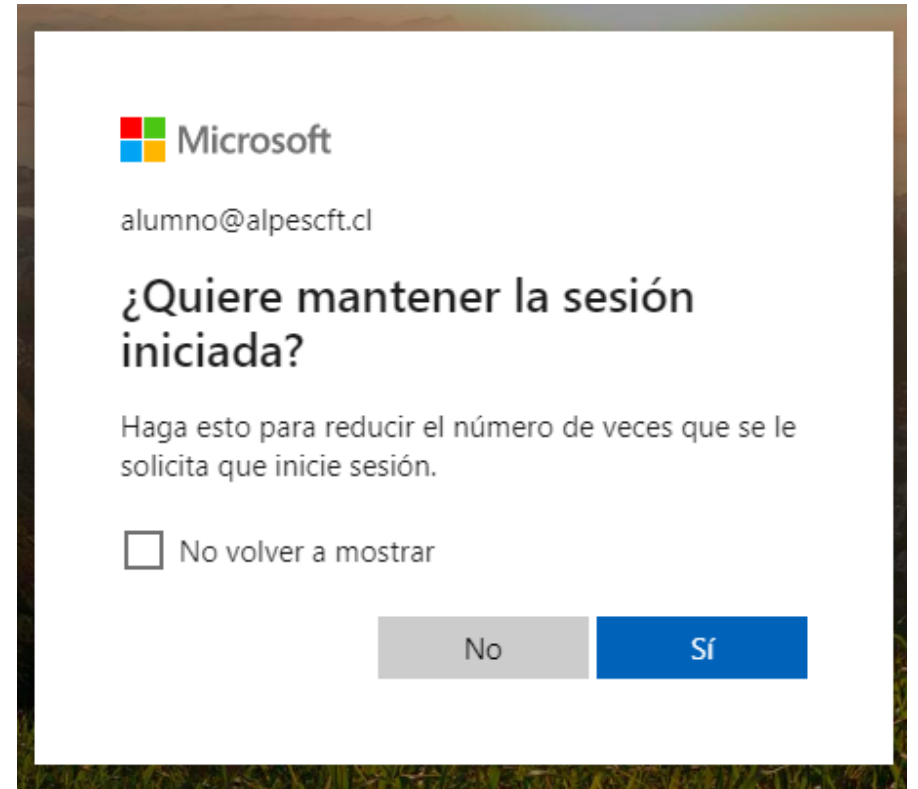 Microsoft
alumno@alpescft.cl
¿Quiere mantener la sesión
iniciada?
Haga esto para reducir el número de veces que se le
solicita que inicie sesión.
No volver a mostrar
No
Sí